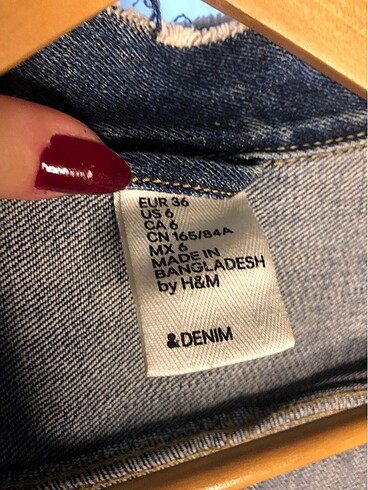 EUR 36
US 6
CA 6
CN 165/84A
MX 6
MADE IN
BANGLADESH
by H&M
&DENIM